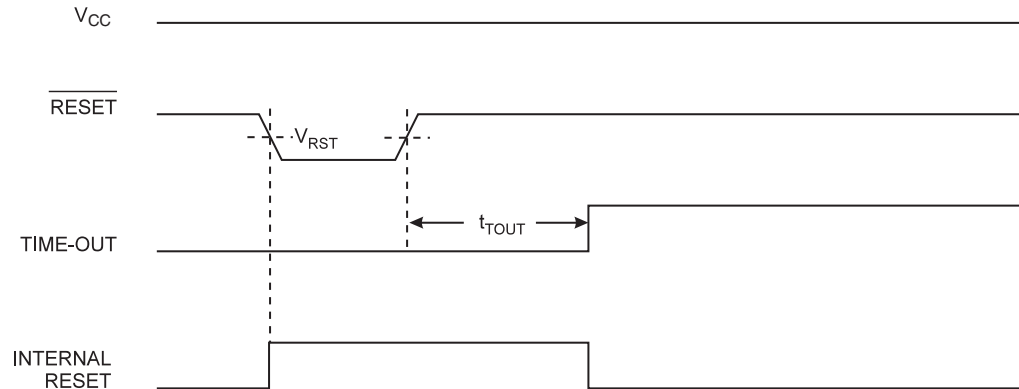 VCC
RESET
VRST
tTOUT
TIME-OUT
INTERNAL
RESET